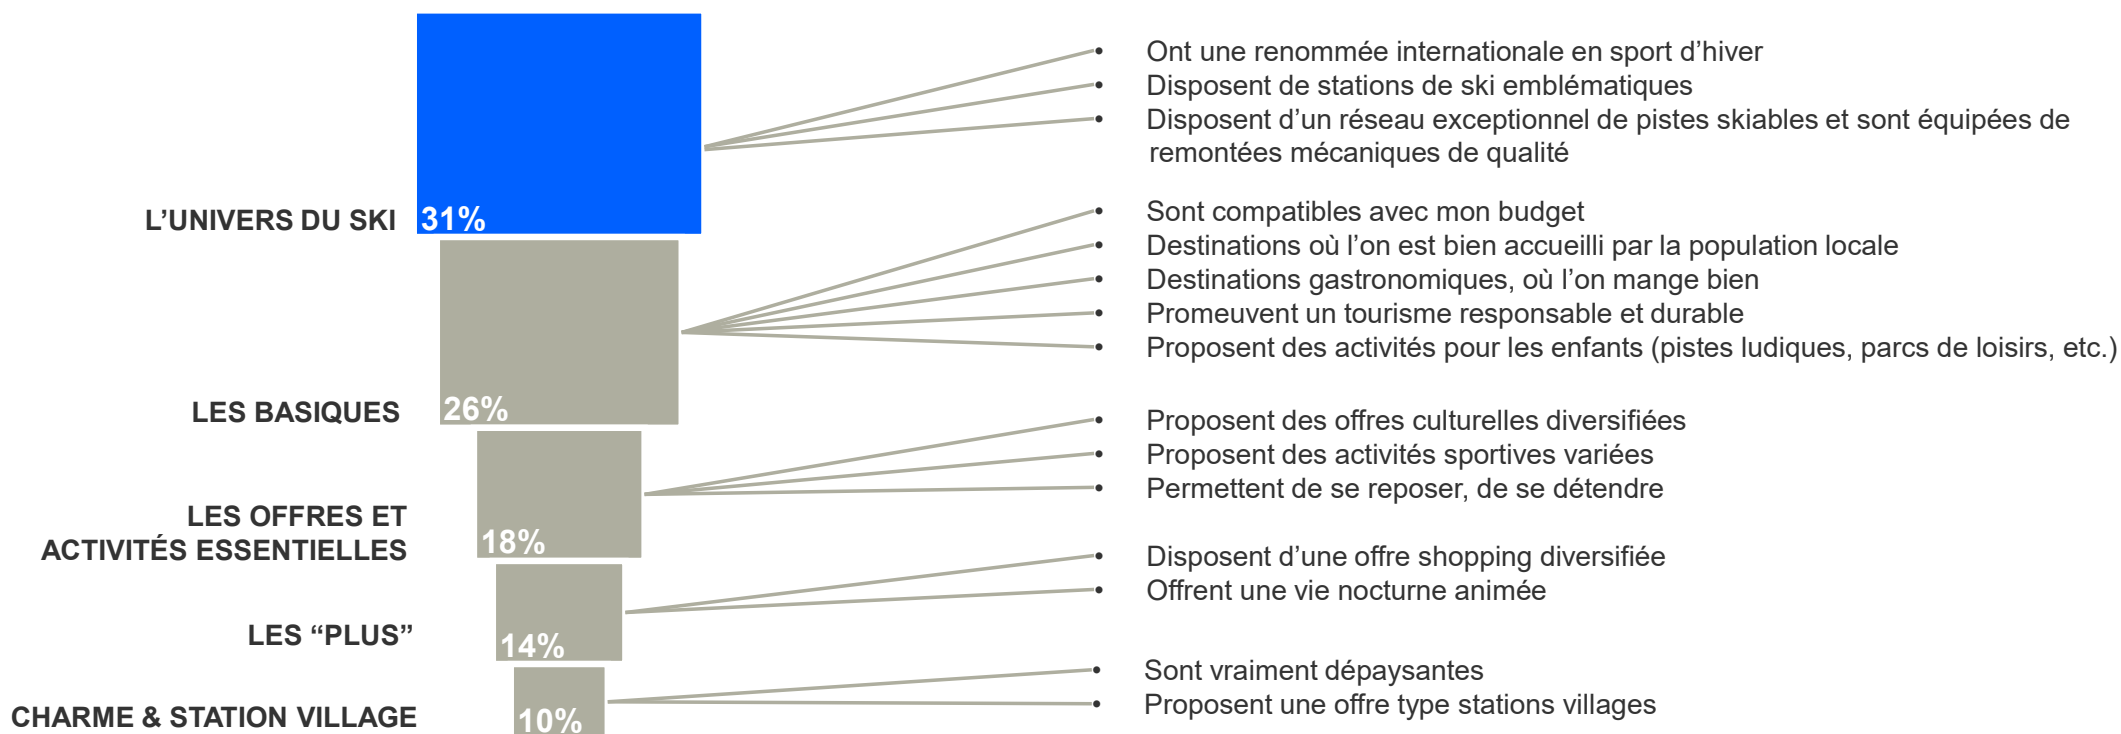 • Ont une renommée internationale en sport d’hiver
• Disposent de stations de ski emblématiques
• Disposent d’un réseau exceptionnel de pistes skiables et sont équipées de
remontées mécaniques de qualité
L’UNIVERS DU SKI 31%
• Sont compatibles avec mon budget
• Destinations où l’on est bien accueilli par la population locale
• Destinations gastronomiques, où l’on mange bien
• Promeuvent un tourisme responsable et durable
• Proposent des activités pour les enfants (pistes ludiques, parcs de loisirs, etc.)
LES BASIQUES 26%
• Proposent des offres culturelles diversifiées
• Proposent des activités sportives variées
• Permettent de se reposer, de se détendre
LES OFFRES ET
ACTIVITÉS ESSENTIELLES 18%
• Disposent d’une offre shopping diversifiée
• Offrent une vie nocturne animée
LES “PLUS” 14%
• Sont vraiment dépaysantes
• Proposent une offre type stations villages
CHARME & STATION VILLAGE 10%